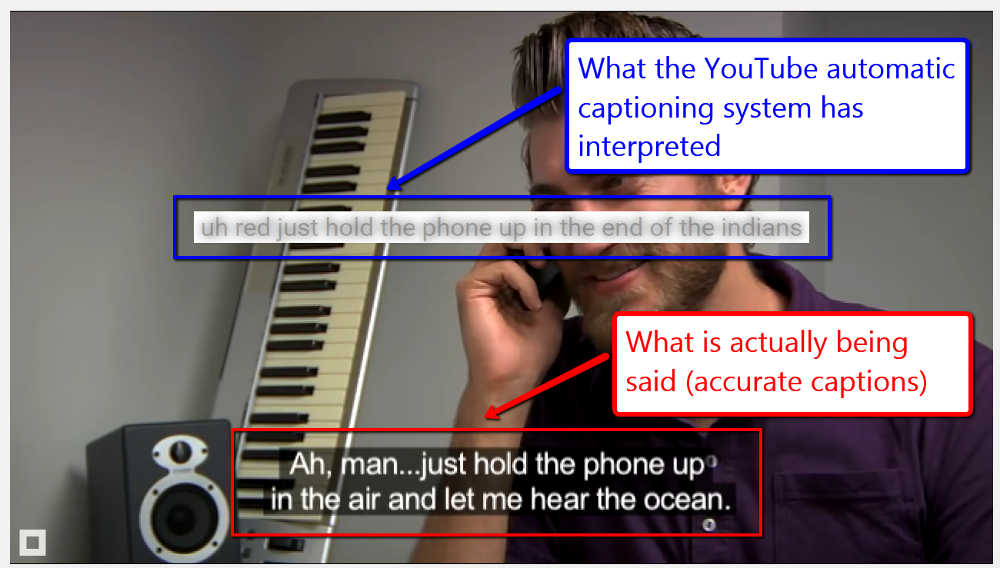 What the YouTube automatic
captioning system has
interpreted
uh red just hold the phone up in the end of the indians
What is actually being
said (accurate captions)
Ah, man...just hold the phone up
in the air and let me hear the ocean.